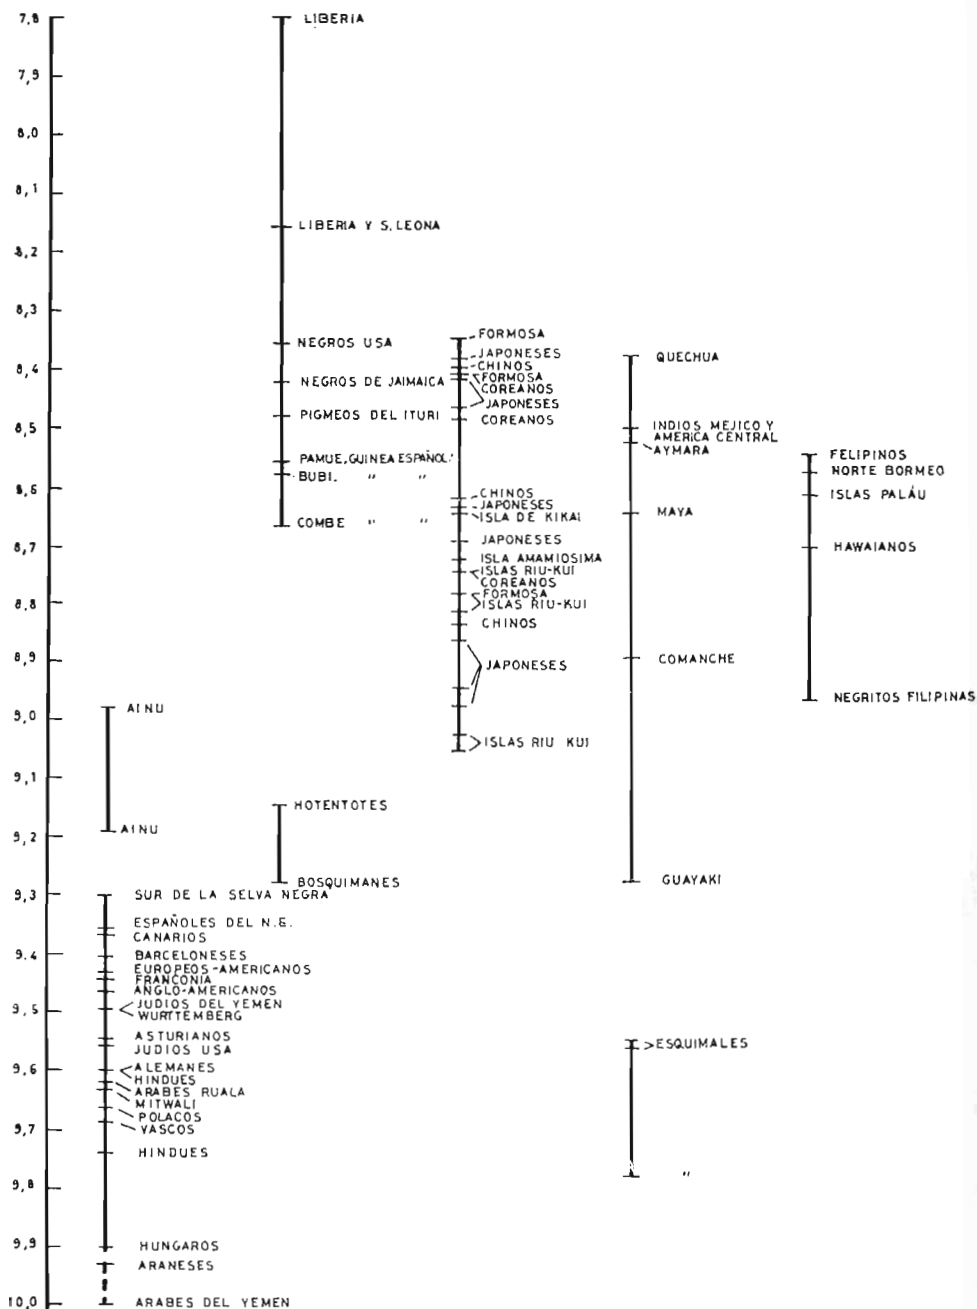 7,8
7,9
8,0
8,1
8,2
8,3
8,4
8,5
8,6
8,7
8,8
8,9
9,0
9,1
9,2
9,3
9,4
9,5
9,6
9,7
9,8
9,9
10,0
AINU
AINU
SUR DE LA SELVA NEGRA
ESPAÑOLES DEL N.E.
CANARIOS
BARCELONESES
EUROPEOS-AMERICANOS
FRANCONIA
ANGLO-AMERICANOS
JUDIOS DEL YEMEN
WURTTEMBERG
ASTURIANOS
JUDIOS USA
ALEMANES
HINDUES
ARABES RUALA
MITWALI
POLACOS
VASCOS
HINDUES
HUNGAROS
ARANESES
ARABES DEL YEMEN
LIBERIA
LIBERIA Y S. LEONA
NEGROS USA
NEGROS DE JAIMAICA
PIGMEOS DEL ITURI
PAMUE, GUINEA ESPAÑOL.
BUBI. " "
COMBE " "
HOTENTOTES
BOSQUIMANES
FORMOSA
JAPONESES
CHINOS
FORMOSA
COREANOS
JAPONESES
COREANOS
CHINOS
JAPONESES
ISLA DE KIKAI
JAPONESES
ISLA AMAMIOSIMA
ISLAS RIU-KUI
COREANOS
FORMOSA
ISLAS RIU-KUI
CHINOS
JAPONESES
ISLAS RIU KUI
QUECHUA
INDIOS MEJICO Y
AMERICA CENTRAL
AYMARA
MAYA
COMANCHE
GUAYAKI
ESQUIMALES
"
FELIPINOS
NORTE BORMEO
ISLAS PALÁU
HAWAIANOS
NEGRITOS FILIPINAS